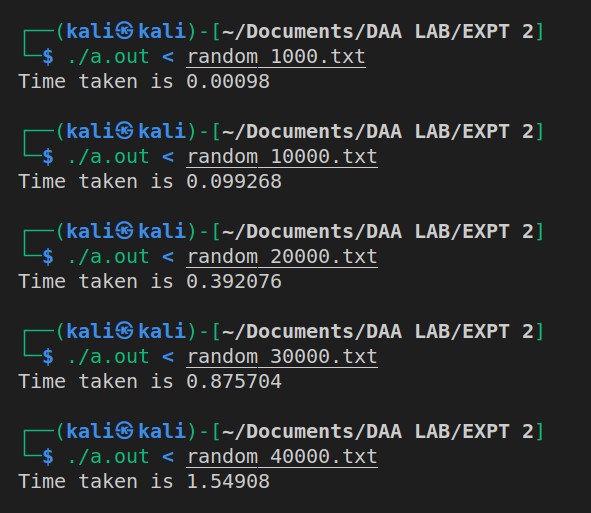 ┌──(kali㉿kali)-[~/Documents/DAA LAB/EXPT 2]
└─$ ./a.out < random_1000.txt
Time taken is 0.00098
┌──(kali㉿kali)-[~/Documents/DAA LAB/EXPT 2]
└─$ ./a.out < random_10000.txt
Time taken is 0.099268
┌──(kali㉿kali)-[~/Documents/DAA LAB/EXPT 2]
└─$ ./a.out < random_20000.txt
Time taken is 0.392076
┌──(kali㉿kali)-[~/Documents/DAA LAB/EXPT 2]
└─$ ./a.out < random_30000.txt
Time taken is 0.875704
┌──(kali㉿kali)-[~/Documents/DAA LAB/EXPT 2]
└─$ ./a.out < random_40000.txt
Time taken is 1.54908